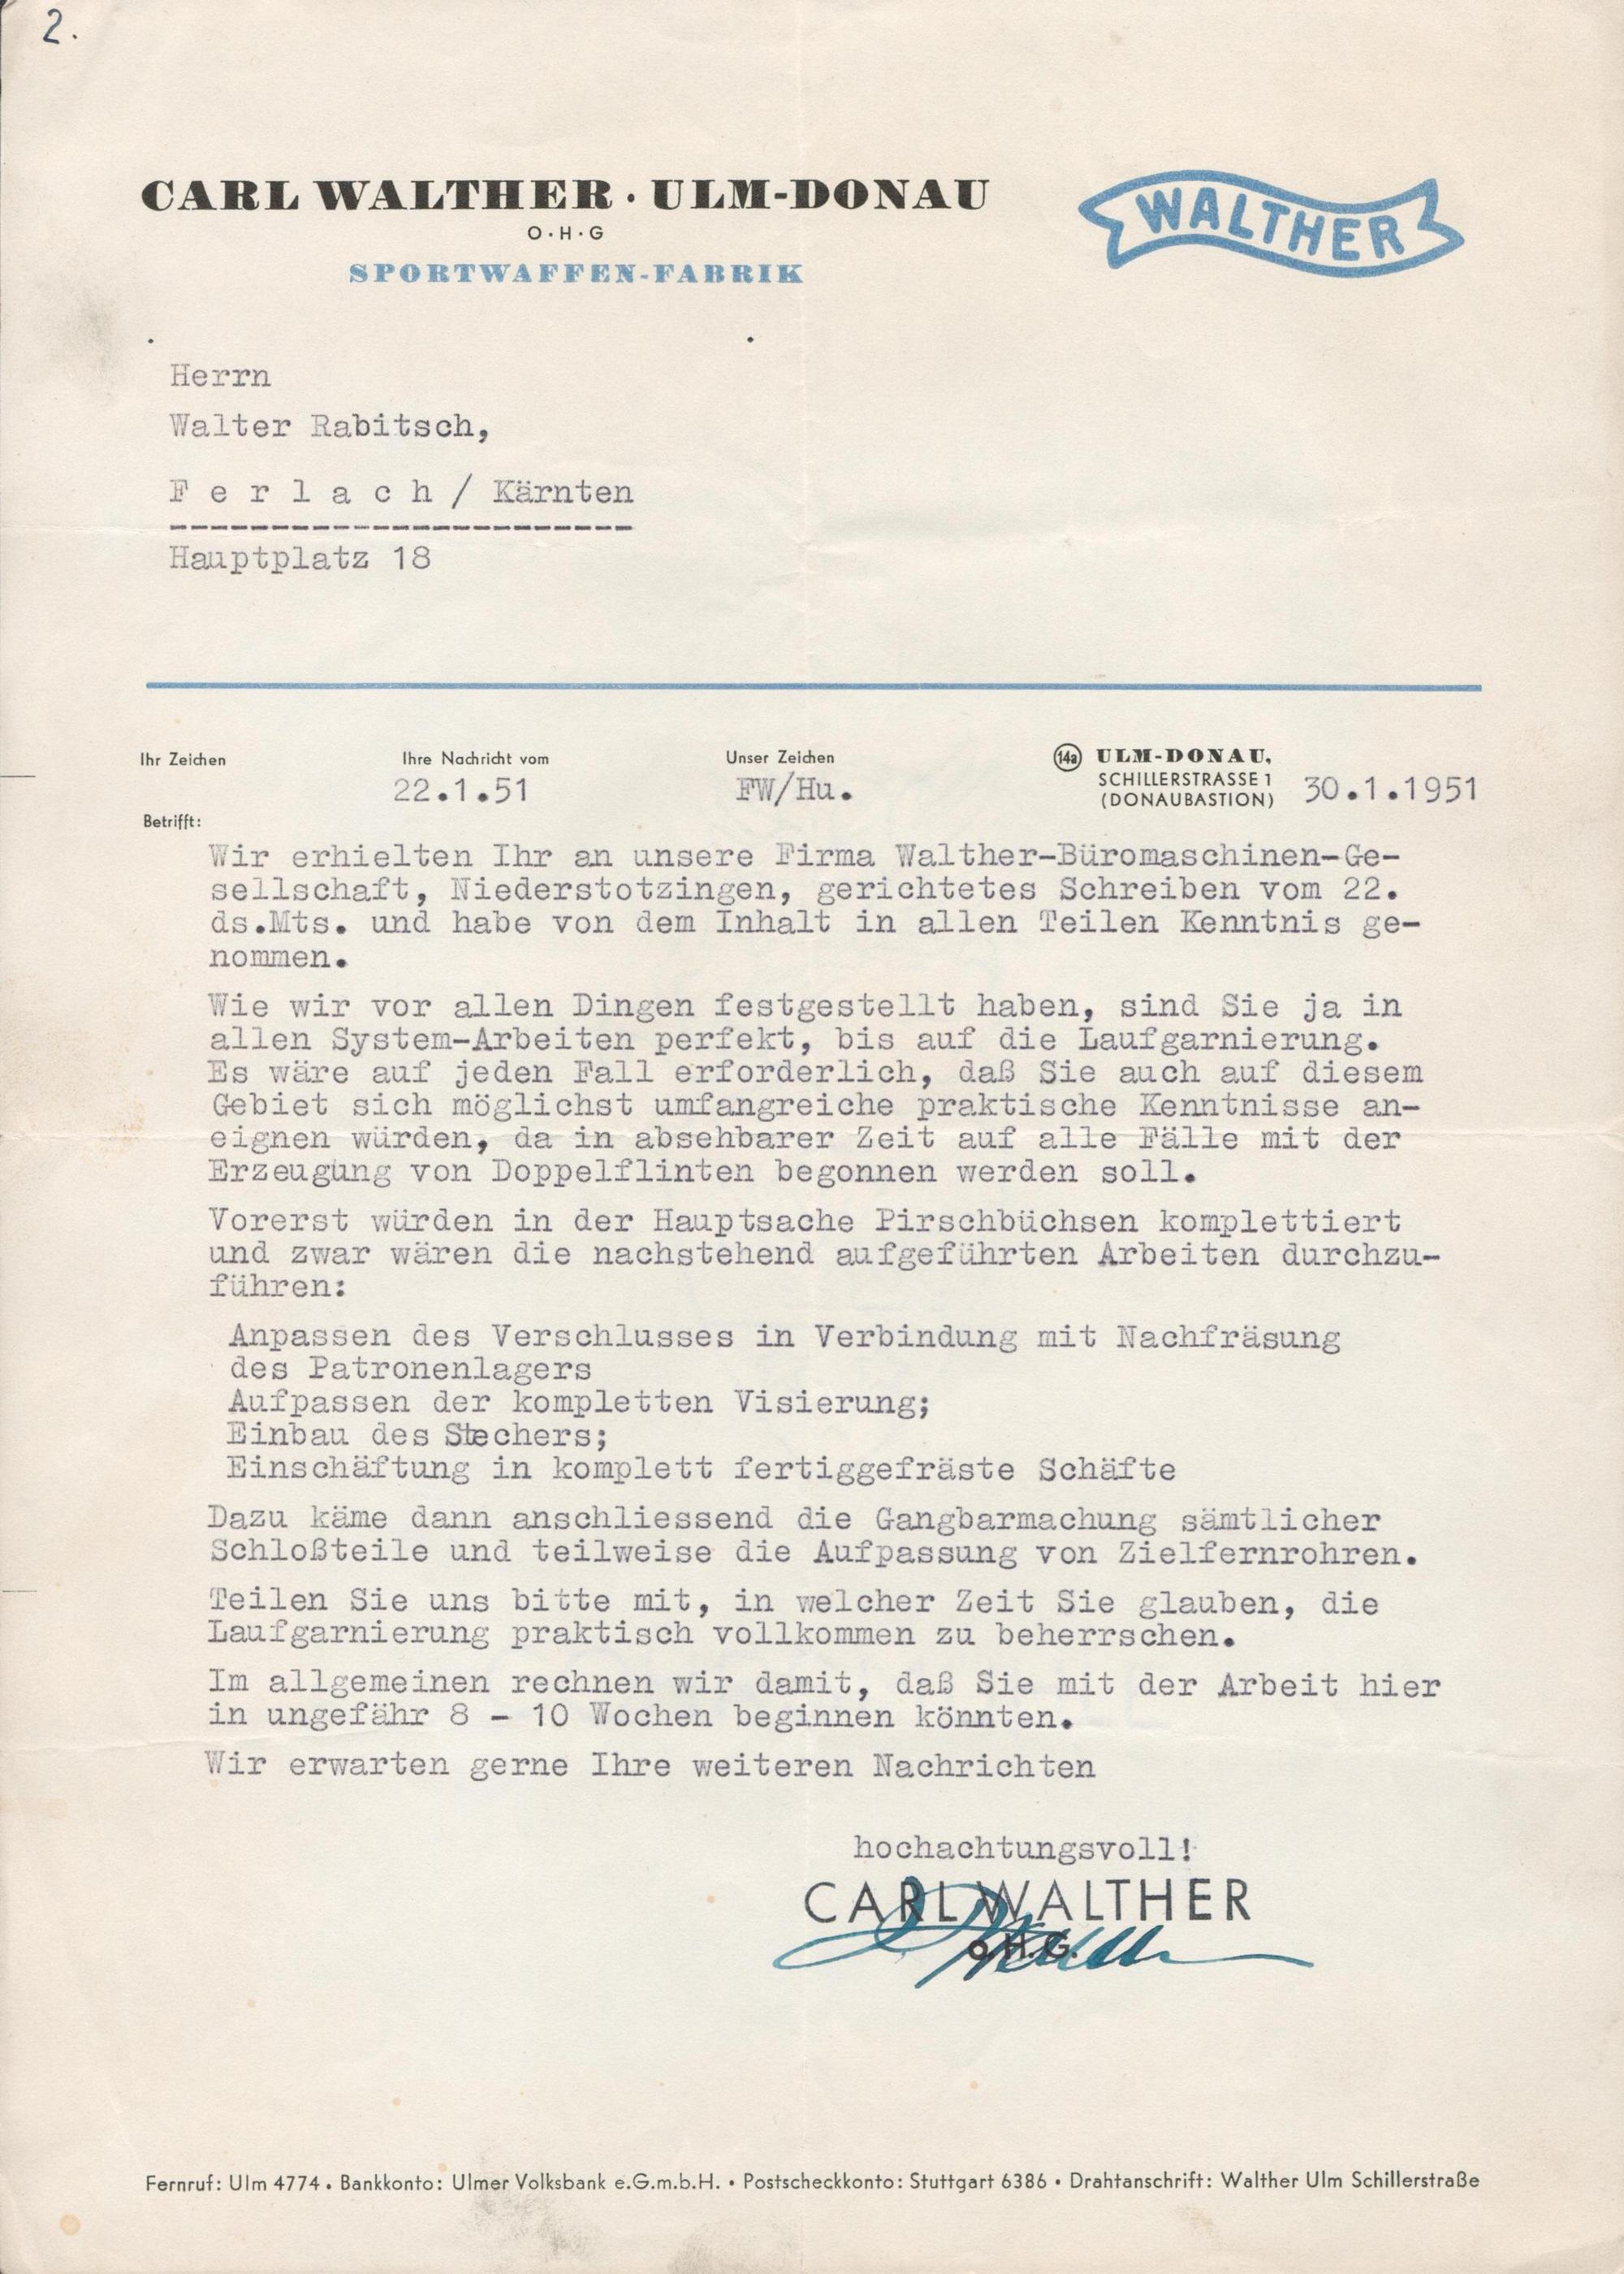 2.
CARL WALTHER · ULM-DONAU
O·H·G
SPORTWAFFEN-FABRIK
WALTHER
Herrn
Walter Rabitsch,
F e r l a c h / Kärnten
Hauptplatz 18
Ihr Zeichen
Ihre Nachricht vom
22.1.51
Unser Zeichen
FW/Hu.
14a ULM-DONAU,
SCHILLERSTRASSE 1
(DONAUBASTION)
30.1.1951
Betrifft:
Wir erhielten Ihr an unsere Firma Walther-Büromaschinen-Ge-
sellschaft, Niederstotzingen, gerichtetes Schreiben vom 22.
ds.Mts. und habe von dem Inhalt in allen Teilen Kenntnis ge-
nommen.
Wie wir vor allen Dingen festgestellt haben, sind Sie ja in
allen System-Arbeiten perfekt, bis auf die Laufgarnierung.
Es wäre auf jeden Fall erforderlich, daß Sie auch auf diesem
Gebiet sich möglichst umfangreiche praktische Kenntnisse an-
eignen würden, da in absehbarer Zeit auf alle Fälle mit der
Erzeugung von Doppelflinten begonnen werden soll.
Vorerst würden in der Hauptsache Pirschbüchsen komplettiert
und zwar wären die nachstehend aufgeführten Arbeiten durchzu-
führen:
Anpassen des Verschlusses in Verbindung mit Nachfräsung
des Patronenlagers
Aufpassen der kompletten Visierung;
Einbau des Stechers;
Einschäftung in komplett fertiggefräste Schäfte
Dazu käme dann anschliessend die Gangbarmachung sämtlicher
Schloßteile und teilweise die Aufpassung von Zielfernrohren.
Teilen Sie uns bitte mit, in welcher Zeit Sie glauben, die
Laufgarnierung praktisch vollkommen zu beherrschen.
Im allgemeinen rechnen wir damit, daß Sie mit der Arbeit hier
in ungefähr 8 - 10 Wochen beginnen könnten.
Wir erwarten gerne Ihre weiteren Nachrichten
hochachtungsvoll!
CARL WALTHER
O.H.G.
Fernruf: Ulm 4774 • Bankkonto: Ulmer Volksbank e.G.m.b.H. • Postscheckkonto: Stuttgart 6386 • Drahtanschrift: Walther Ulm Schillerstraße